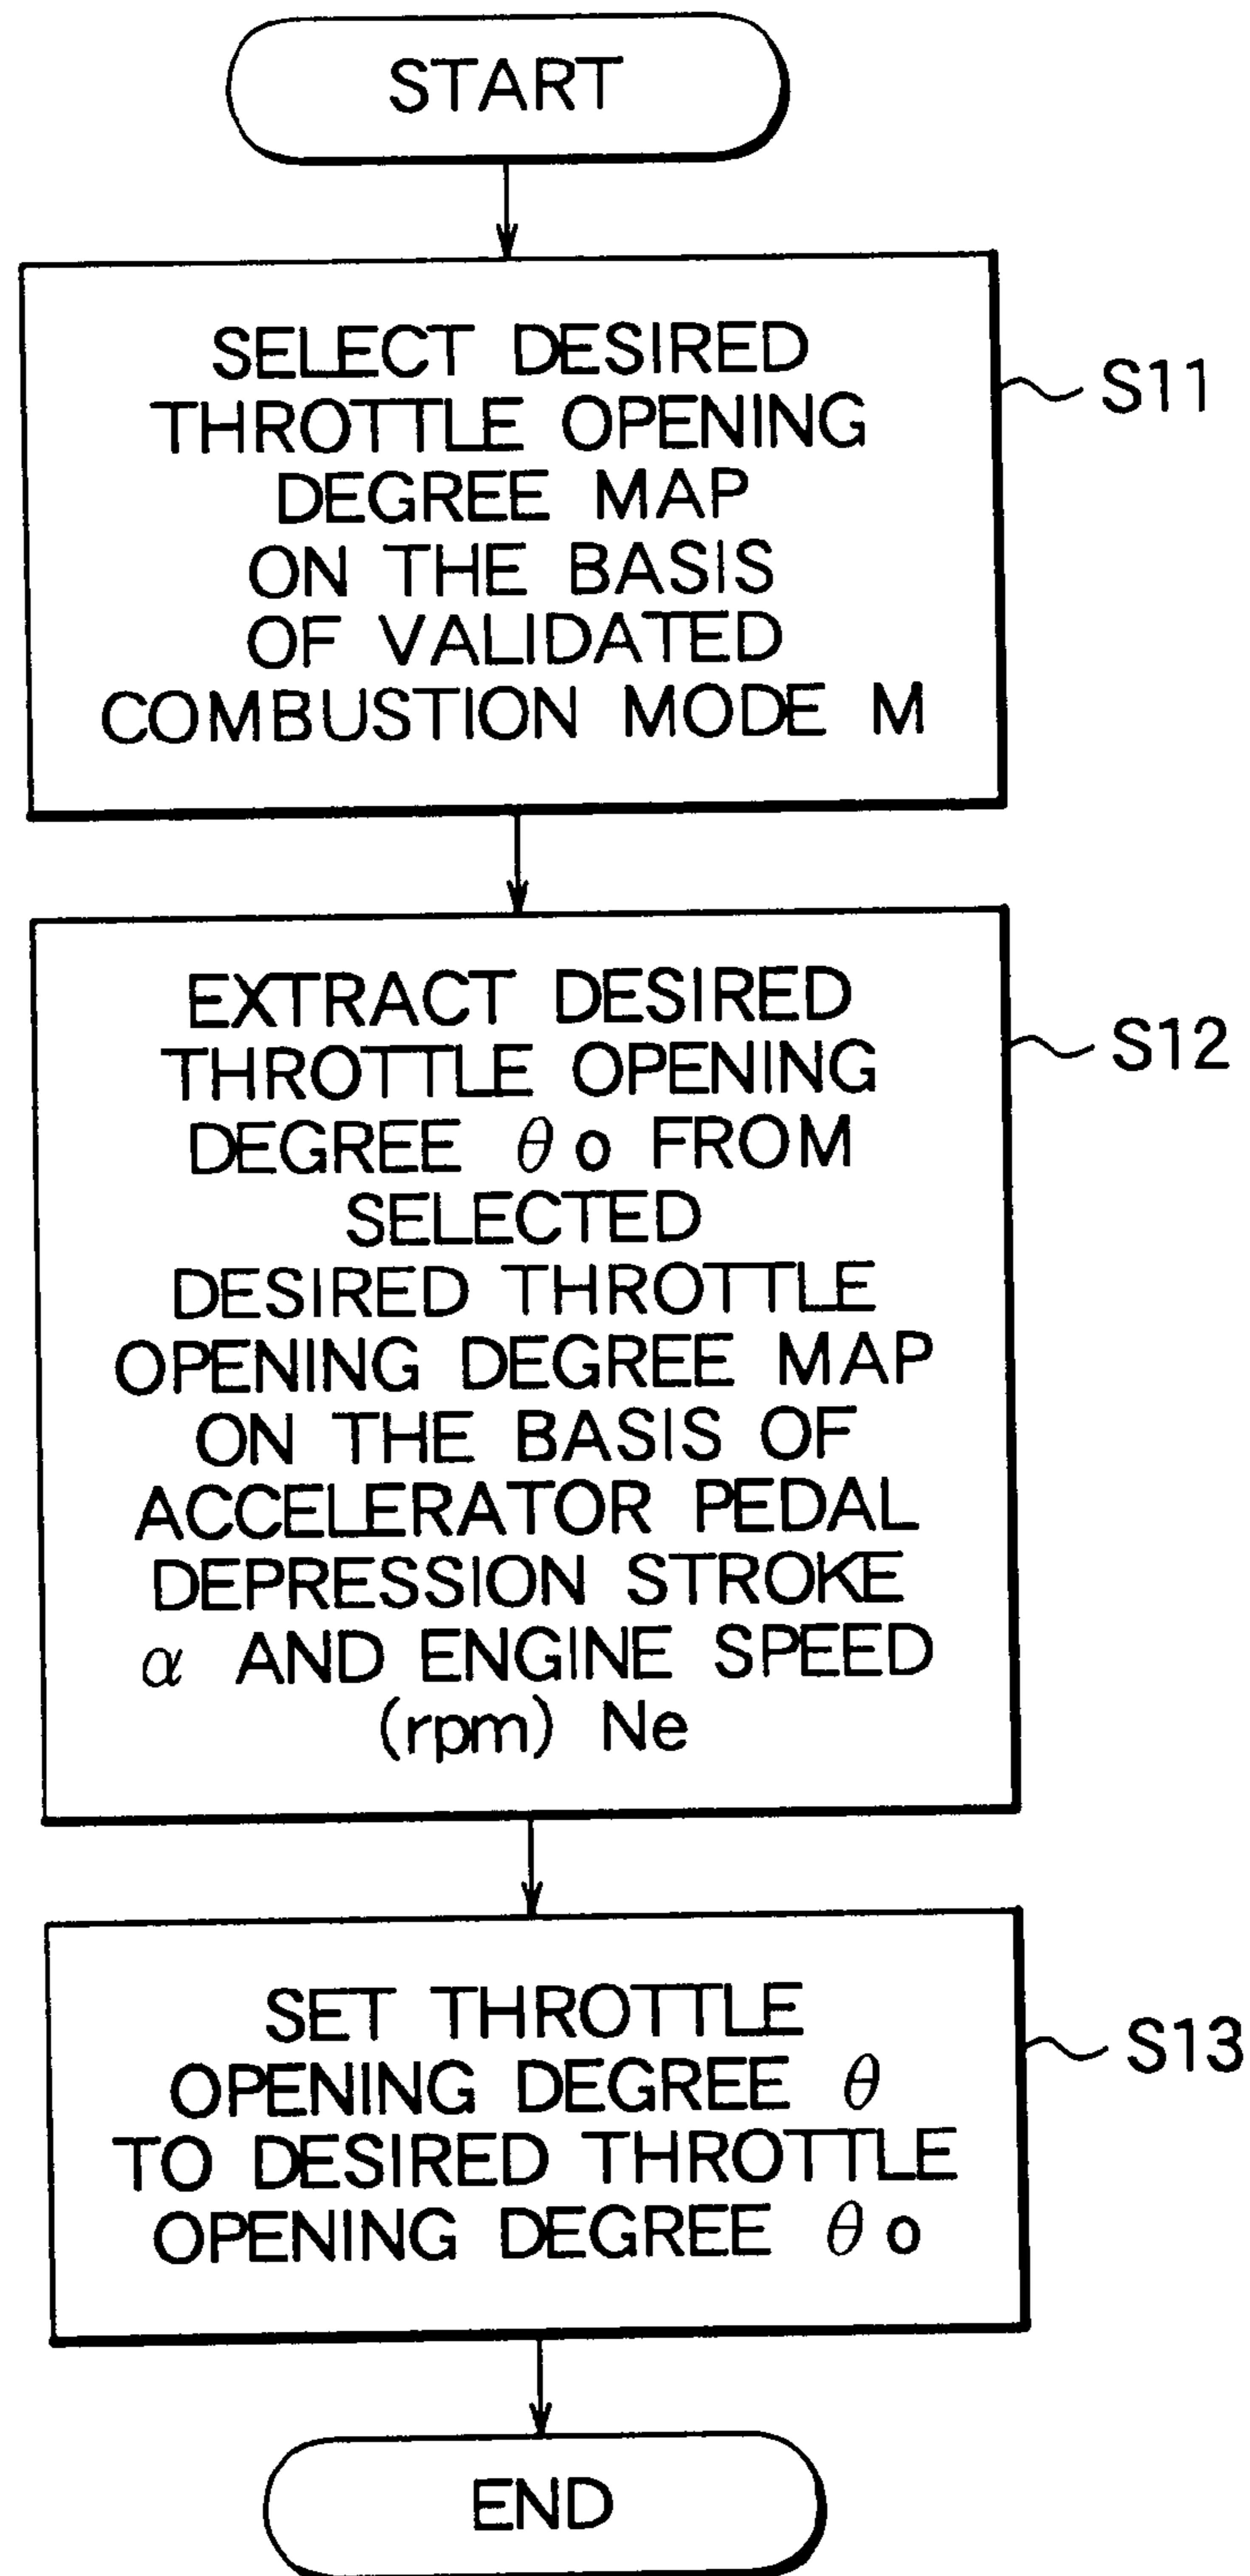 START
SELECT DESIRED
THROTTLE OPENING
DEGREE MAP
ON THE BASIS
OF VALIDATED
COMBUSTION MODE M
S11
EXTRACT DESIRED
THROTTLE OPENING
DEGREE θo FROM
SELECTED
DESIRED THROTTLE
OPENING DEGREE MAP
ON THE BASIS OF
ACCELERATOR PEDAL
DEPRESSION STROKE
α AND ENGINE SPEED
(rpm) Ne
S12
SET THROTTLE
OPENING DEGREE θ
TO DESIRED THROTTLE
OPENING DEGREE θo
S13
END